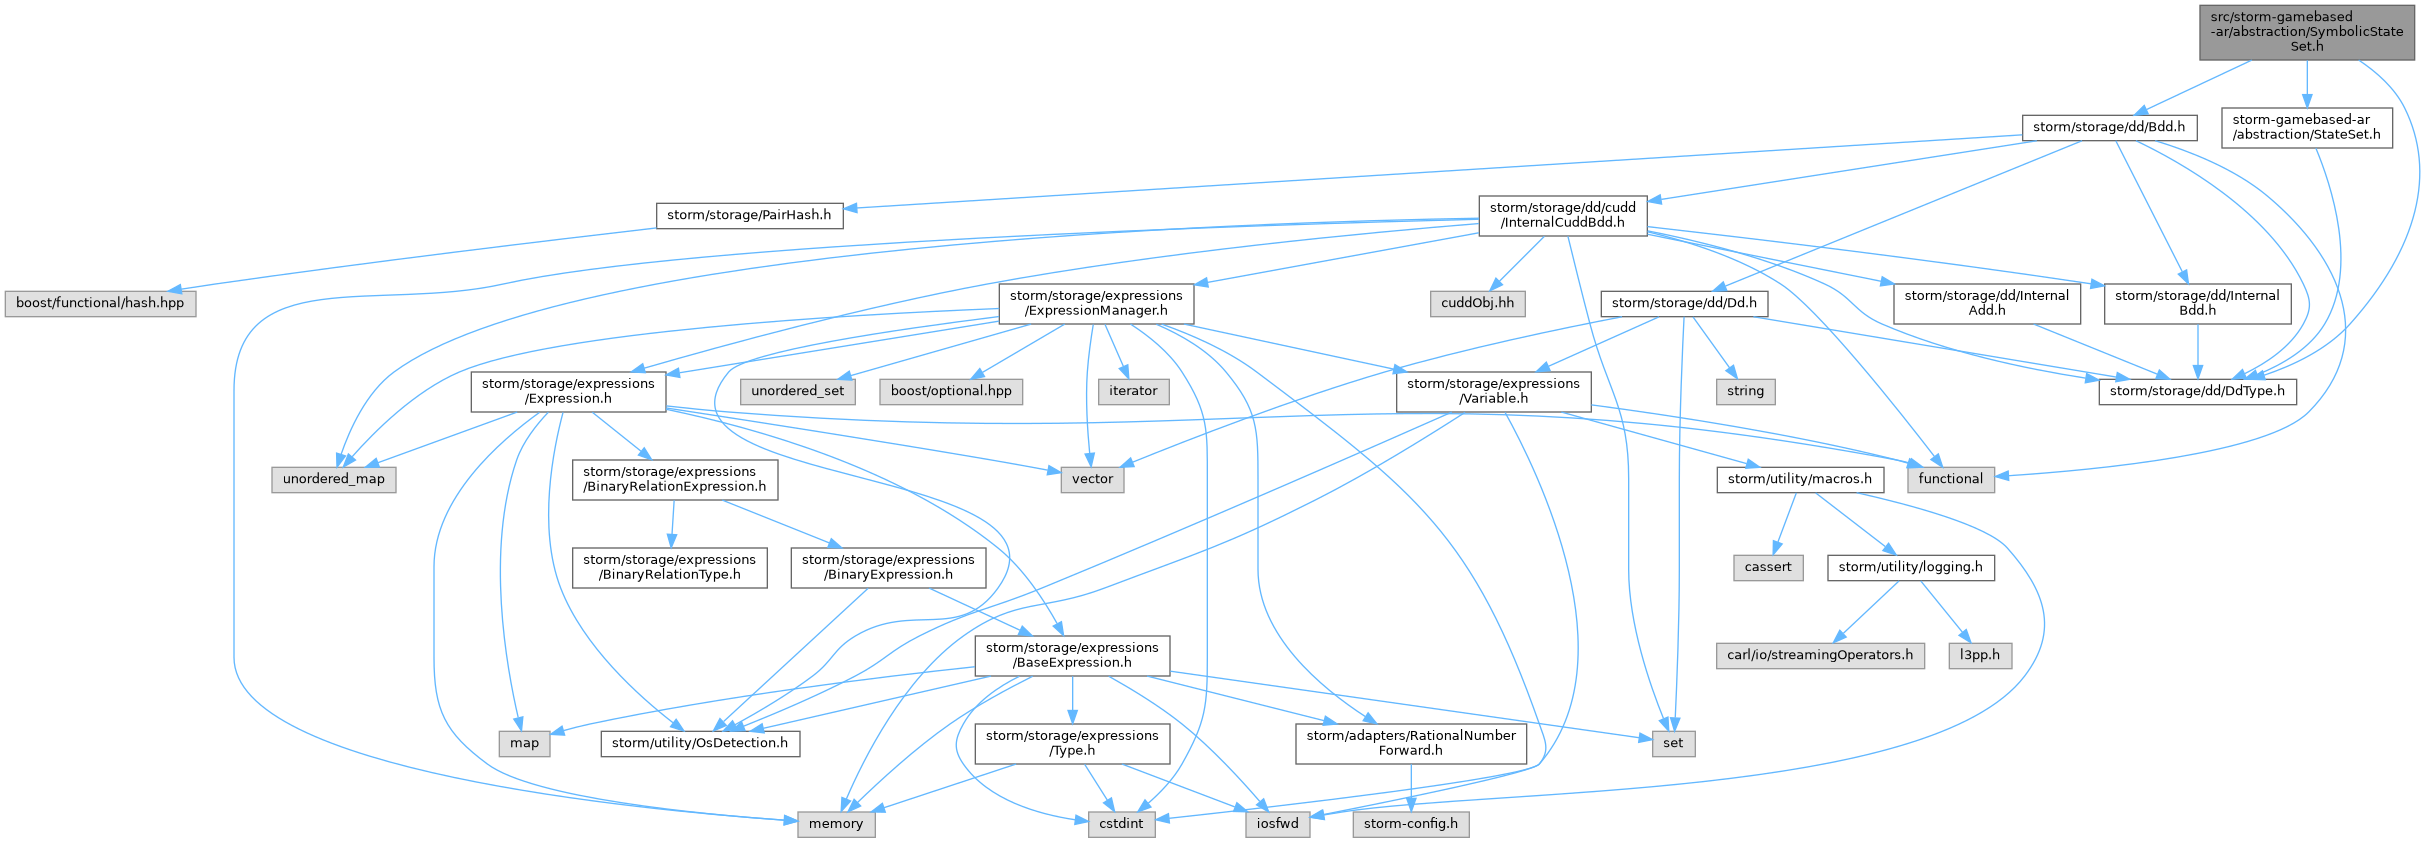 src/storm-gamebased
-ar/abstraction/SymbolicState
Set.h
storm/storage/dd/Bdd.h
storm-gamebased-ar
/abstraction/StateSet.h
storm/storage/PairHash.h
storm/storage/dd/cudd
/InternalCuddBdd.h
boost/functional/hash.hpp
storm/storage/expressions
/ExpressionManager.h
cuddObj.hh
storm/storage/dd/Dd.h
storm/storage/dd/Internal
Add.h
storm/storage/dd/Internal
Bdd.h
storm/storage/expressions
/Expression.h
unordered_set
boost/optional.hpp
iterator
storm/storage/expressions
/Variable.h
string
storm/storage/dd/DdType.h
unordered_map
storm/storage/expressions
/BinaryRelationExpression.h
vector
storm/utility/macros.h
functional
storm/storage/expressions
/BinaryRelationType.h
storm/storage/expressions
/BinaryExpression.h
cassert
storm/utility/logging.h
storm/storage/expressions
/BaseExpression.h
carl/io/streamingOperators.h
l3pp.h
map
storm/utility/OsDetection.h
storm/storage/expressions
/Type.h
storm/adapters/RationalNumber
Forward.h
set
memory
cstdint
iosfwd
storm-config.h